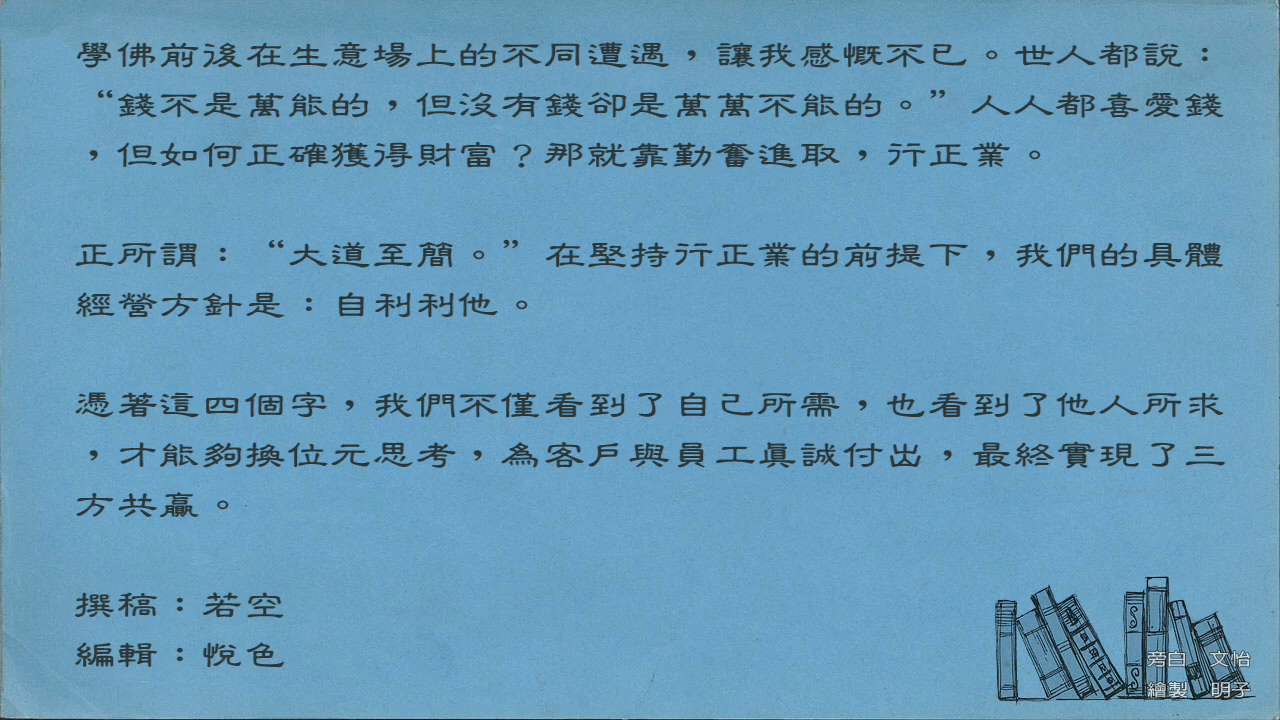 學佛前後在生意場上的不同遭遇，讓我感慨不已。世人都說：
“錢不是萬能的，但沒有錢卻是萬萬不能的。”人人都喜愛錢
，但如何正確獲得財富？那就靠勤奮進取，行正業。
正所謂：“大道至簡。”在堅持行正業的前提下，我們的具體
經營方針是：自利利他。
憑著這四個字，我們不僅看到了自己所需，也看到了他人所求
，才能夠換位元思考，為客戶與員工真誠付出，最終實現了三
方共贏。
撰稿：若空
編輯：悅色
旁白　文怡
繪製　明子